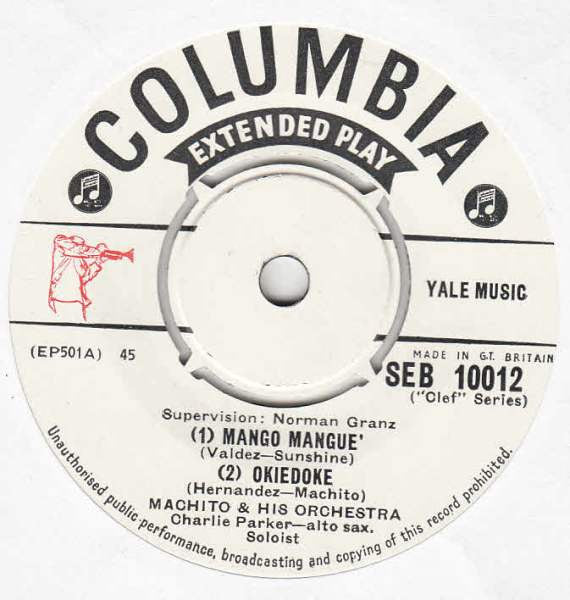 COLUMBIA
EXTENDED PLAY
YALE MUSIC
(EP501A) 45
MADE IN GT. BRITAIN
SEB 10012
("Clef" Series)
Supervision: Norman Granz
(1) MANGO MANGUE'
(Valdez—Sunshine)
(2) OKIEDOKE
(Hernandez—Machito)
MACHITO & HIS ORCHESTRA
Charlie Parker—alto sax.
Soloist
Unauthorised public performance, broadcasting and copying of this record prohibited.